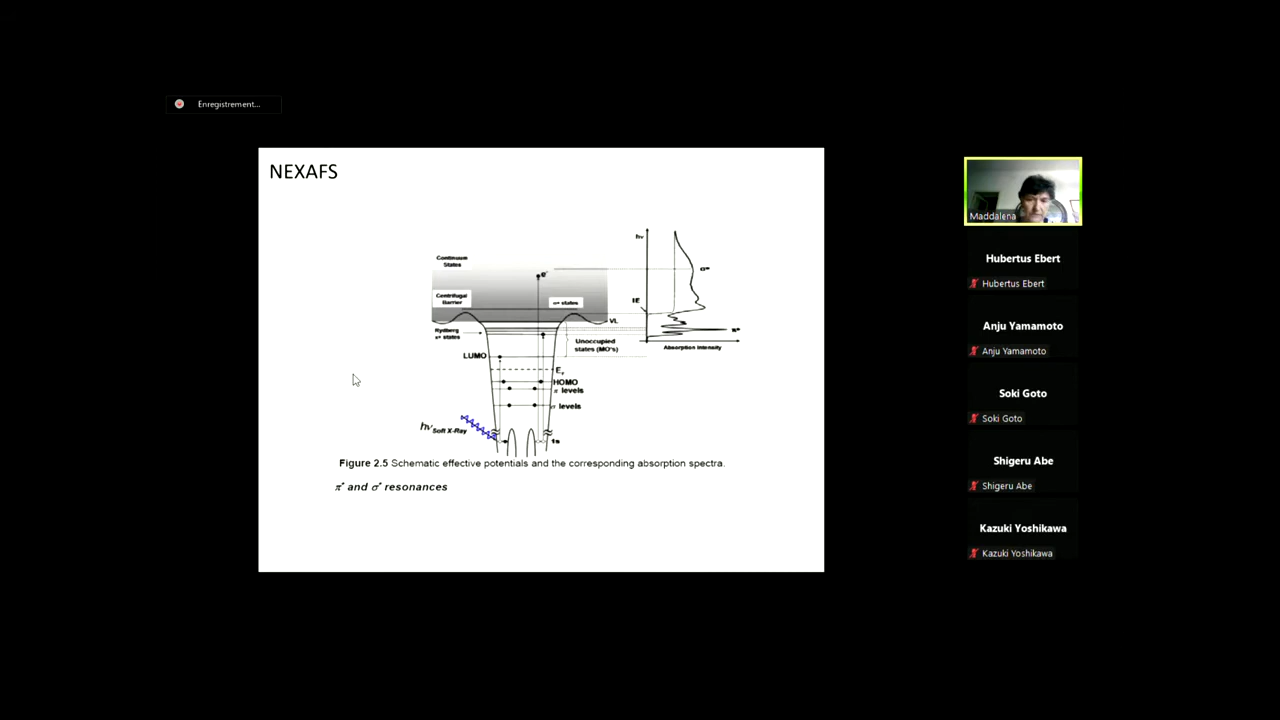 Enregistrement...
NEXAFS
hν
Continuum
States
e-
σ*
Centrifugal
Barrier
σ* states
IE
VL
π*
Rydberg
σ* states
Unoccupied
states (MO's)
Absorption Intensity
LUMO
EF
HOMO
π levels
σ levels
hν Soft X-Ray
1s
Figure 2.5 Schematic effective potentials and the corresponding absorption spectra.
π* and σ* resonances
Maddalena
Hubertus Ebert
Hubertus Ebert
Anju Yamamoto
Anju Yamamoto
Soki Goto
Soki Goto
Shigeru Abe
Shigeru Abe
Kazuki Yoshikawa
Kazuki Yoshikawa